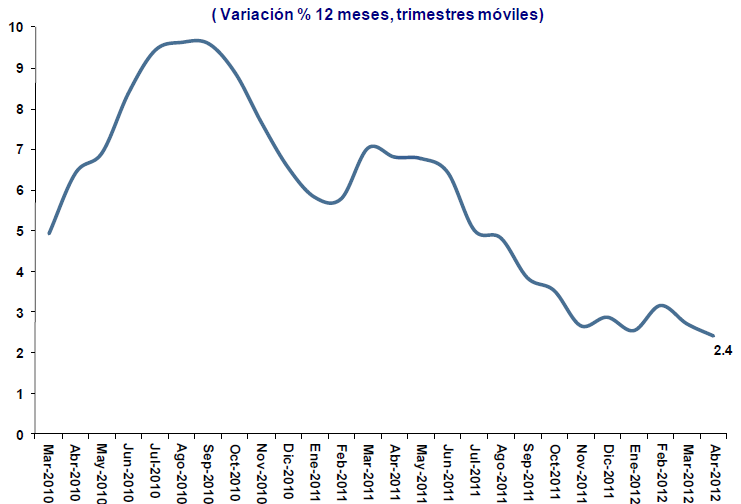 ( Variación % 12 meses, trimestres móviles)
10
9
8
7
6
5
4
3
2
1
0
2.4
Mar-2010
Abr-2010
May-2010
Jun-2010
Jul-2010
Ago-2010
Sep-2010
Oct-2010
Nov-2010
Dic-2010
Ene-2011
Feb-2011
Mar-2011
Abr-2011
May-2011
Jun-2011
Jul-2011
Ago-2011
Sep-2011
Oct-2011
Nov-2011
Dic-2011
Ene-2012
Feb-2012
Mar-2012
Abr-2012